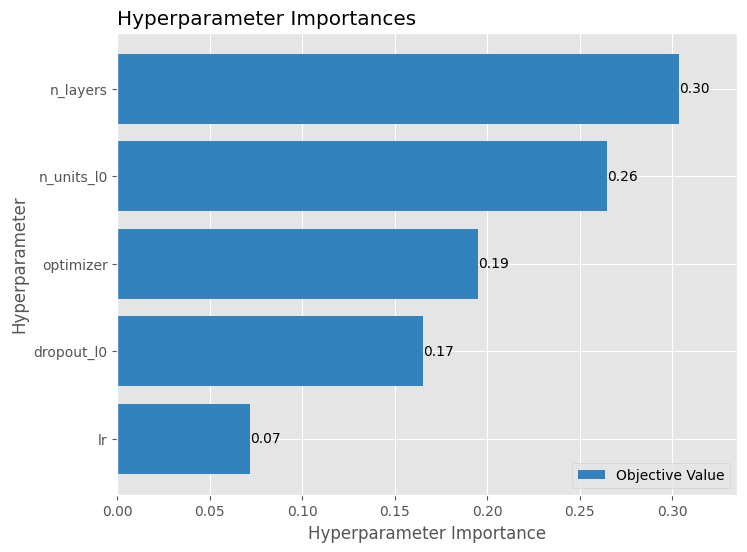 Hyperparameter Importances
n_layers
0.30
n_units_l0
0.26
optimizer
0.19
dropout_l0
0.17
lr
0.07
Hyperparameter
Objective Value
0.00 0.05 0.10 0.15 0.20 0.25 0.30
Hyperparameter Importance